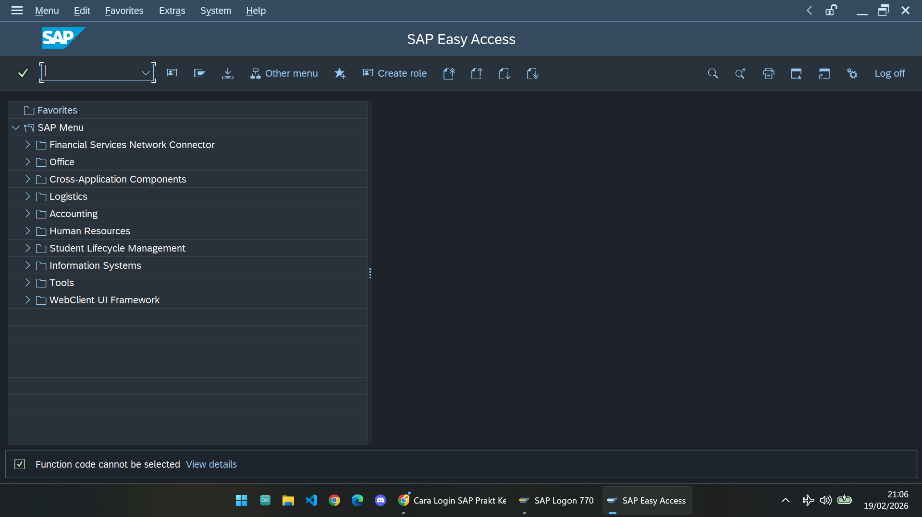 Menu Edit Favorites Extras System Help
SAP SAP Easy Access
Other menu Create role Log off
Favorites
SAP Menu
Financial Services Network Connector
Office
Cross-Application Components
Logistics
Accounting
Human Resources
Student Lifecycle Management
Information Systems
Tools
WebClient UI Framework
Function code cannot be selected View details
Cara Login SAP Prakt Ke SAP Logon 770 SAP Easy Access 21:06
19/02/2026